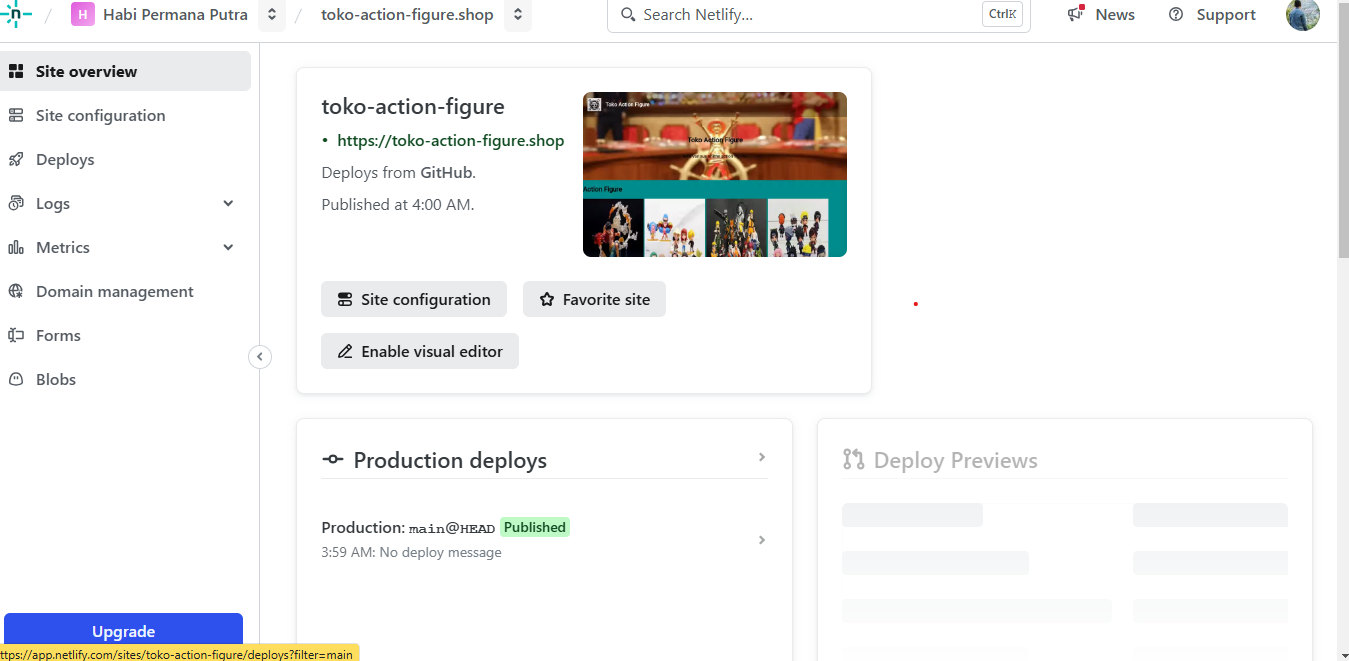 H Habi Permana Putra / toko-action-figure.shop Search Netlify... CtrlK News Support
Site overview
Site configuration
Deploys
Logs
Metrics
Domain management
Forms
Blobs
Upgrade
ttps://app.netlify.com/sites/toko-action-figure/deploys?filter=main
toko-action-figure
• https://toko-action-figure.shop
Deploys from GitHub.
Published at 4:00 AM.
Toko Action Figure
Toko Action Figure
Action Figure
Site configuration
Favorite site
Enable visual editor
Production deploys
Production: main@HEAD Published
3:59 AM: No deploy message
Deploy Previews